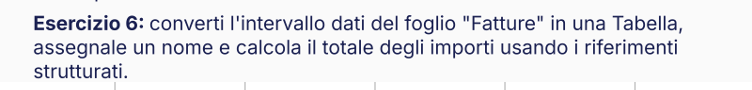 Esercizio 6: converti l'intervallo dati del foglio "Fatture" in una Tabella,
assegnale un nome e calcola il totale degli importi usando i riferimenti
strutturati.